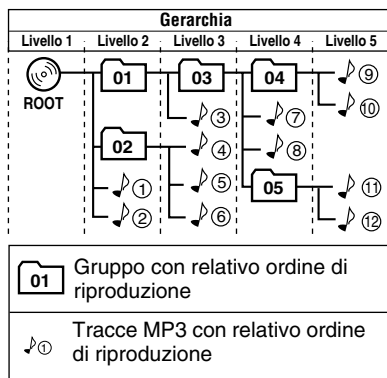 Gerarchia
Livello 1 Livello 2 Livello 3 Livello 4 Livello 5
ROOT 01 03 04 ⑨
⑩
③ ⑦
02 ④ ⑧
① ⑤ 05 ⑪
② ⑥ ⑫
01 Gruppo con relativo ordine di
riproduzione
① Tracce MP3 con relativo ordine
di riproduzione